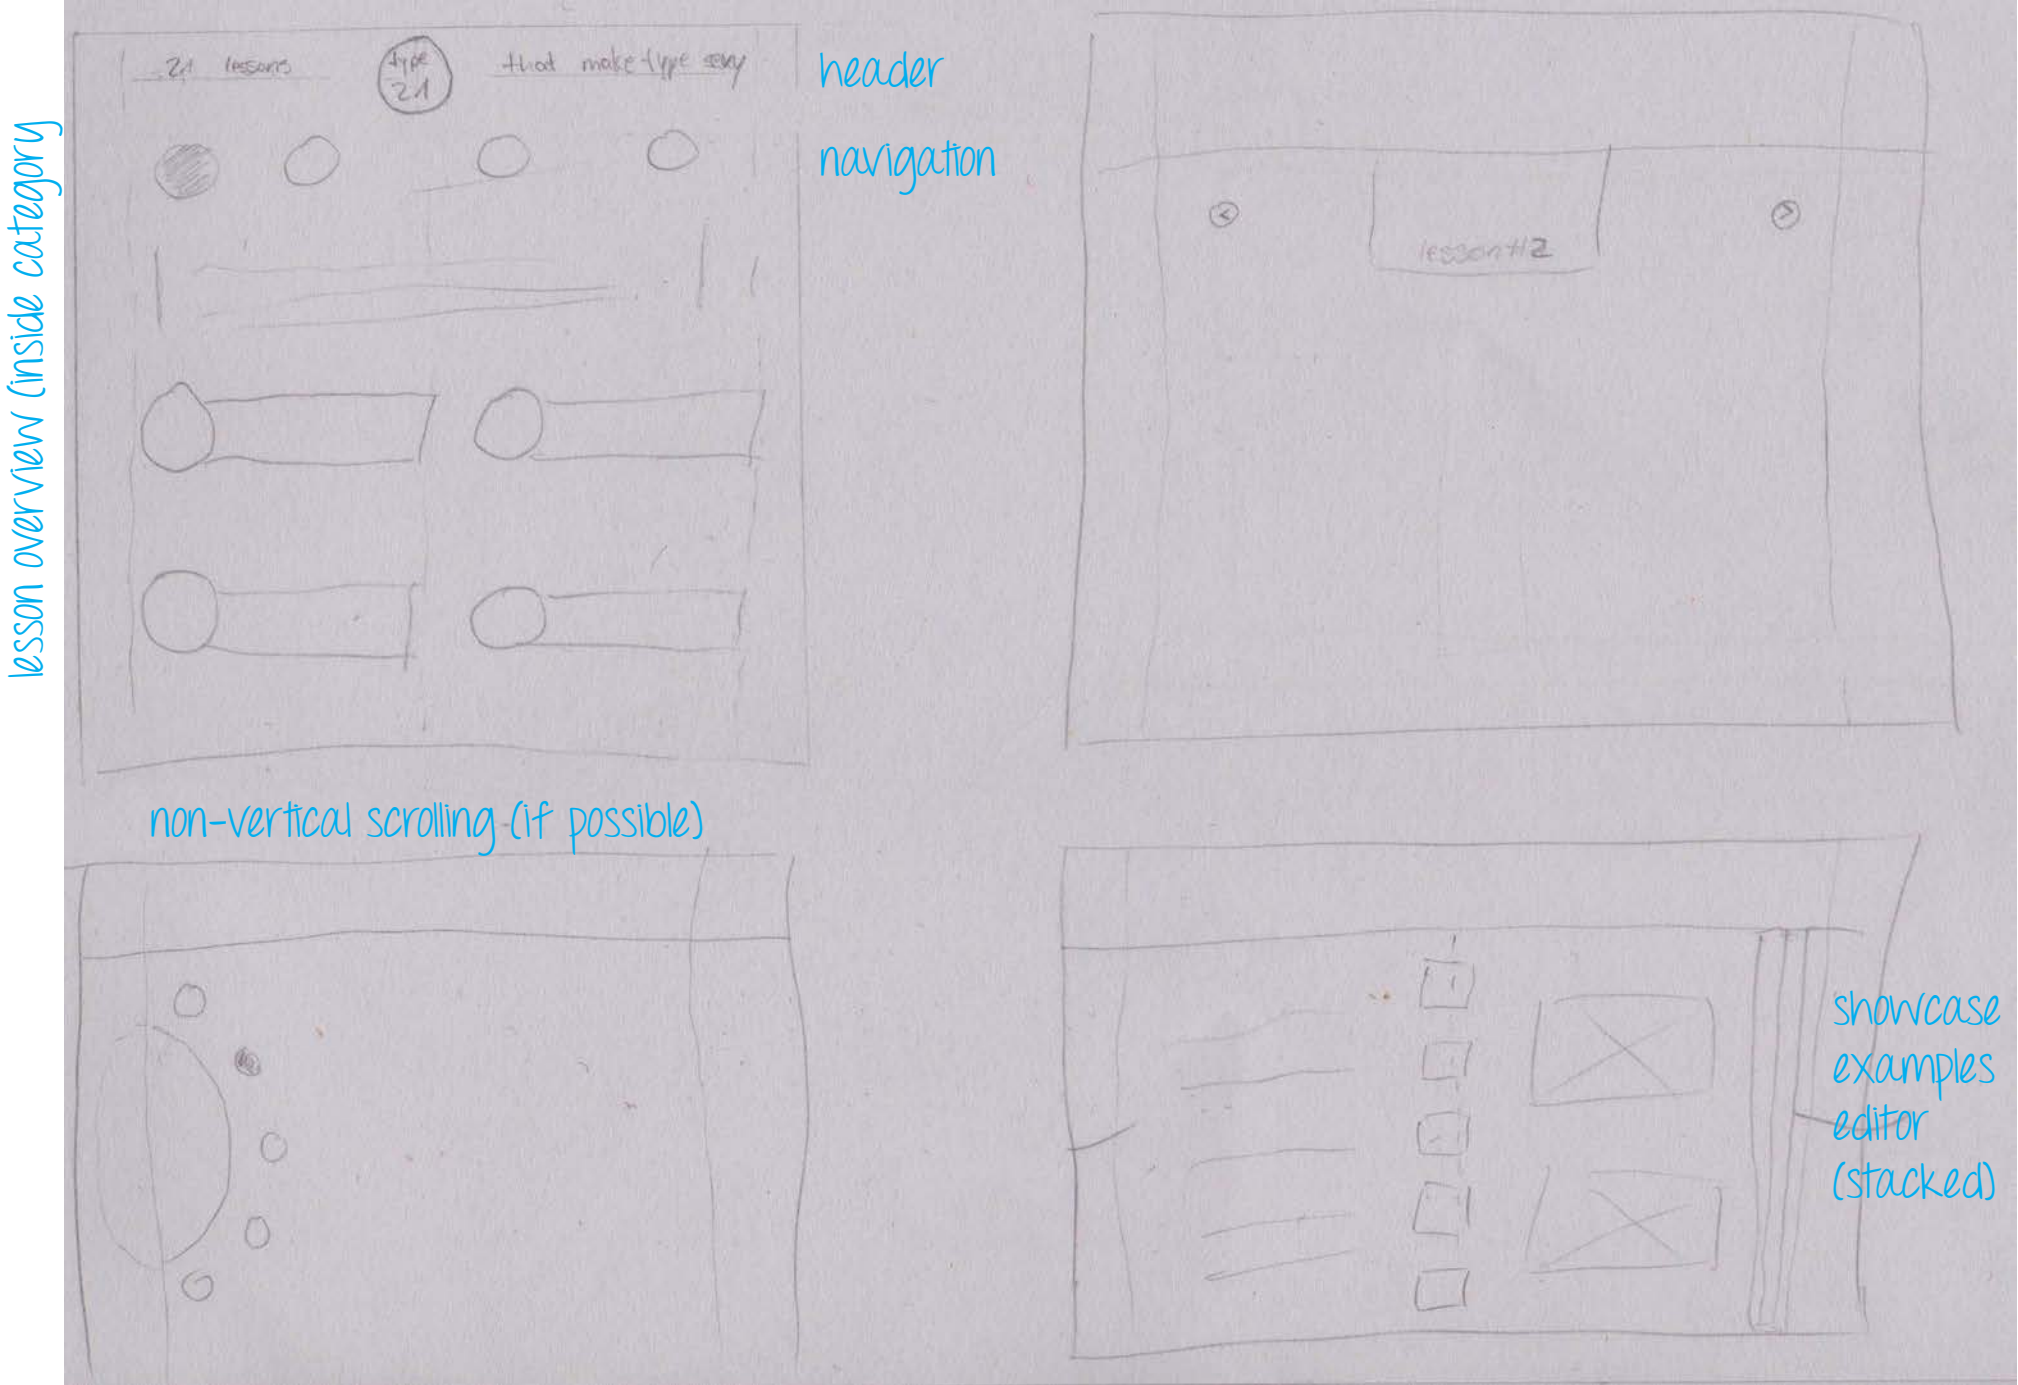 lesson overview (inside category
21 lessons
type
21
that make type sexy
header
navigation
lesson#2
non-vertical scrolling (if possible)
showcase
examples
editor
(stacked)